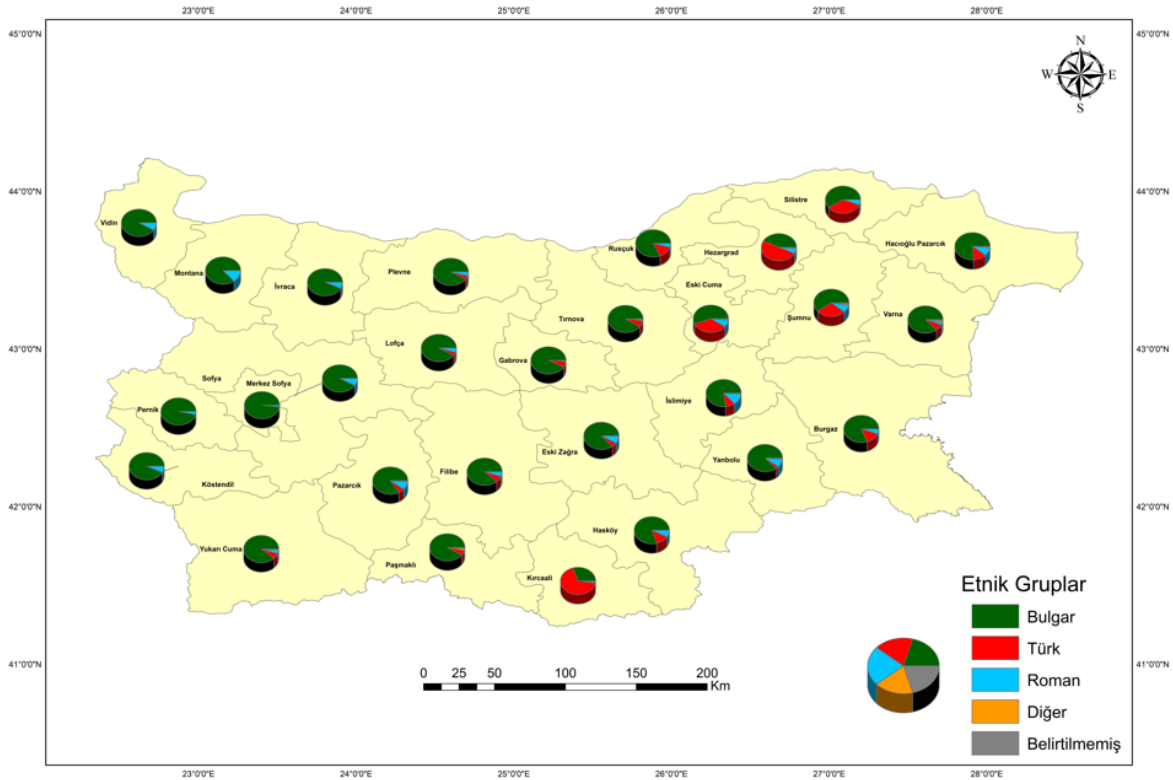 23°0'0"E 24°0'0"E 25°0'0"E 26°0'0"E 27°0'0"E 28°0'0"E
45°0'0"N 45°0'0"N
N
W E
S
44°0'0"N 44°0'0"N
Silistre
Vidin
Rusçuk Hezargrad Hacıoğlu Pazarcık
Montana İvraca Plevne
Eski Cuma
Tırnova Şumnu Varna
43°0'0"N 43°0'0"N
Lofça Gabrova
Sofya Merkez Sofya
İslimiye
Pernik
Burgaz
Eski Zağra
Yanbolu
Köstendil Pazarcık Filibe
42°0'0"N 42°0'0"N
Hasköy
Yukarı Cuma Paşmaklı
Kırcaali
Etnik Gruplar
Bulgar
Türk
Roman
Diğer
Belirtilmemiş
41°0'0"N 41°0'0"N
0 25 50 100 150 200
Km
23°0'0"E 24°0'0"E 25°0'0"E 26°0'0"E 27°0'0"E 28°0'0"E